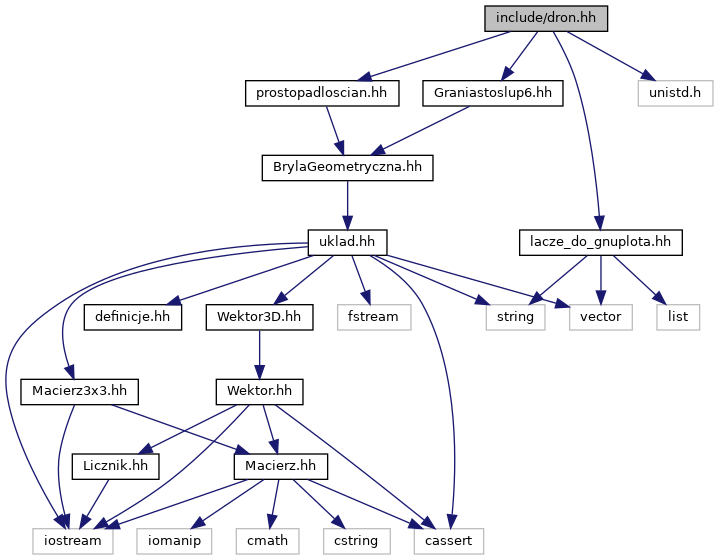 include/dron.hh
prostopadloscian.hh
Graniastoslup6.hh
unistd.h
BrylaGeometryczna.hh
uklad.hh
lacze_do_gnuplota.hh
definicje.hh
Wektor3D.hh
fstream
string
vector
list
Macierz3x3.hh
Wektor.hh
Licznik.hh
Macierz.hh
iostream
iomanip
cmath
cstring
cassert